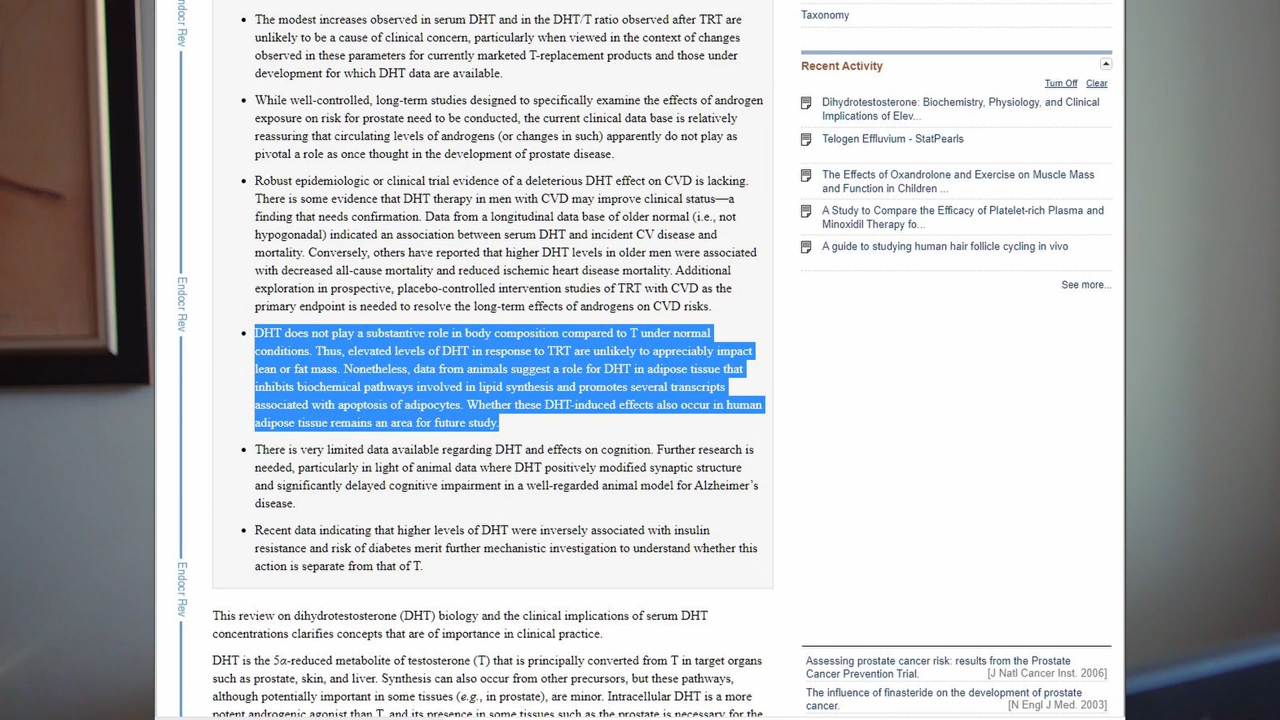 Endocr Rev
Endocr Rev
Endocr Rev
• The modest increases observed in serum DHT and in the DHT/T ratio observed after TRT are
unlikely to be a cause of clinical concern, particularly when viewed in the context of changes
observed in these parameters for currently marketed T-replacement products and those under
development for which DHT data are available.
• While well-controlled, long-term studies designed to specifically examine the effects of androgen
exposure on risk for prostate need to be conducted, the current clinical data base is relatively
reassuring that circulating levels of androgens (or changes in such) apparently do not play as
pivotal a role as once thought in the development of prostate disease.
• Robust epidemiologic or clinical trial evidence of a deleterious DHT effect on CVD is lacking.
There is some evidence that DHT therapy in men with CVD may improve clinical status—a
finding that needs confirmation. Data from a longitudinal data base of older normal (i.e., not
hypogonadal) indicated an association between serum DHT and incident CV disease and
mortality. Conversely, others have reported that higher DHT levels in older men were associated
with decreased all-cause mortality and reduced ischemic heart disease mortality. Additional
exploration in prospective, placebo-controlled intervention studies of TRT with CVD as the
primary endpoint is needed to resolve the long-term effects of androgens on CVD risks.
• DHT does not play a substantive role in body composition compared to T under normal
conditions. Thus, elevated levels of DHT in response to TRT are unlikely to appreciably impact
lean or fat mass. Nonetheless, data from animals suggest a role for DHT in adipose tissue that
inhibits biochemical pathways involved in lipid synthesis and promotes several transcripts
associated with apoptosis of adipocytes. Whether these DHT-induced effects also occur in human
adipose tissue remains an area for future study.
• There is very limited data available regarding DHT and effects on cognition. Further research is
needed, particularly in light of animal data where DHT positively modified synaptic structure
and significantly delayed cognitive impairment in a well-regarded animal model for Alzheimer's
disease.
• Recent data indicating that higher levels of DHT were inversely associated with insulin
resistance and risk of diabetes merit further mechanistic investigation to understand whether this
action is separate from that of T.
This review on dihydrotestosterone (DHT) biology and the clinical implications of serum DHT
concentrations clarifies concepts that are of importance in clinical practice.
DHT is the 5α-reduced metabolite of testosterone (T) that is principally converted from T in target organs
such as prostate, skin, and liver. Synthesis can also occur from other precursors, but these pathways,
although potentially important in some tissues (e.g., in prostate), are minor. Intracellular DHT is a more
potent androgenic agonist than T, and its presence in some tissues such as the prostate is necessary for the
Taxonomy
Recent Activity
Turn Off Clear
Dihydrotestosterone: Biochemistry, Physiology, and Clinical
Implications of Elev...
Telogen Effluvium - StatPearls
The Effects of Oxandrolone and Exercise on Muscle Mass
and Function in Children ...
A Study to Compare the Efficacy of Platelet-rich Plasma and
Minoxidil Therapy fo...
A guide to studying human hair follicle cycling in vivo
See more...
Assessing prostate cancer risk: results from the Prostate
Cancer Prevention Trial. [J Natl Cancer Inst. 2006]
The influence of finasteride on the development of prostate
cancer. [N Engl J Med. 2003]